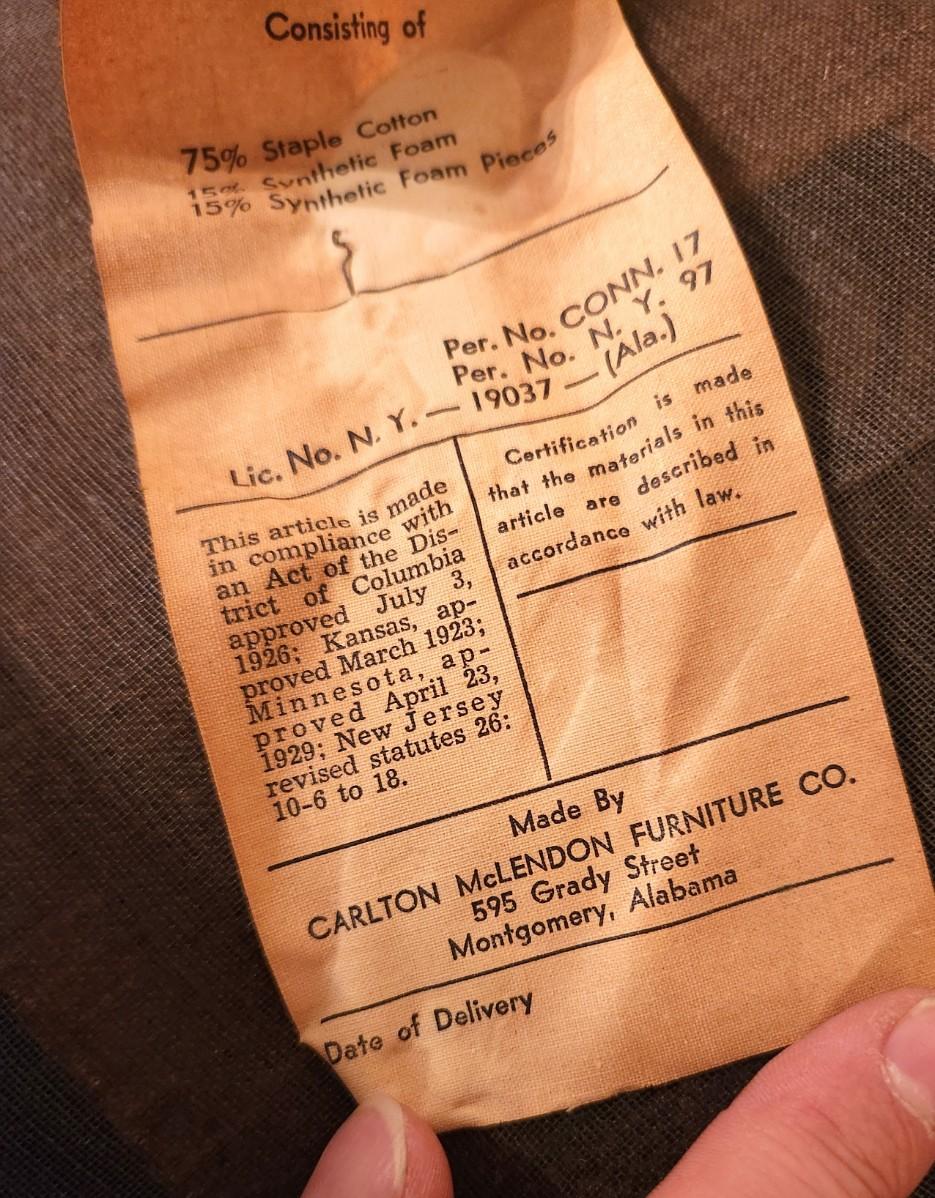 Consisting of
75% Staple Cotton
15% Synthetic Foam
15% Synthetic Foam Pieces
Per. No. CONN. 17
Per. No. N. Y. 97
Lic. No. N. Y. — 19037 — (Ala.)
This article is made
in compliance with
an Act of the Dis-
trict of Columbia
approved July 3,
1926; Kansas, ap-
proved March 1923;
Minnesota, ap-
proved April 23,
1929; New Jersey
revised statutes 26:
10-6 to 18.
Certification is made
that the materials in this
article are described in
accordance with law.
Made By
CARLTON McLENDON FURNITURE CO.
595 Grady Street
Montgomery, Alabama
Date of Delivery